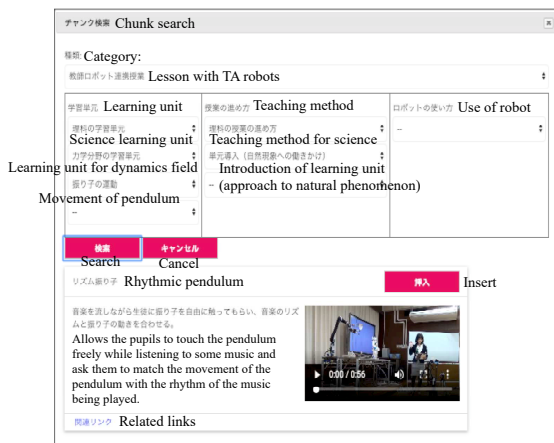 チャンク検索 Chunk search
種類: Category:
教師ロボット連携授業 Lesson with TA robots
学習単元 Learning unit
理科の学習単元
Science learning unit
力学分野の学習単元
Learning unit for dynamics field
振り子の運動
Movement of pendulum
--
授業の進め方 Teaching method
理科の授業の進め方
Teaching method for science
単元導入（自然現象への働きかけ）
Introduction of learning unit
(approach to natural phenomenon)
--
ロボットの使い方 Use of robot
--
検索 キャンセル
Search Cancel
リズム振り子 Rhythmic pendulum
挿入 Insert
音楽を流しながら生徒に振り子を自由に触ってもらい、音楽のリズ
ムと振り子の動きを合わせる。
Allows the pupils to touch the pendulum
freely while listening to some music and
ask them to match the movement of the
pendulum with the rhythm of the music
being played.
0:00 / 0:56
関連リンク Related links